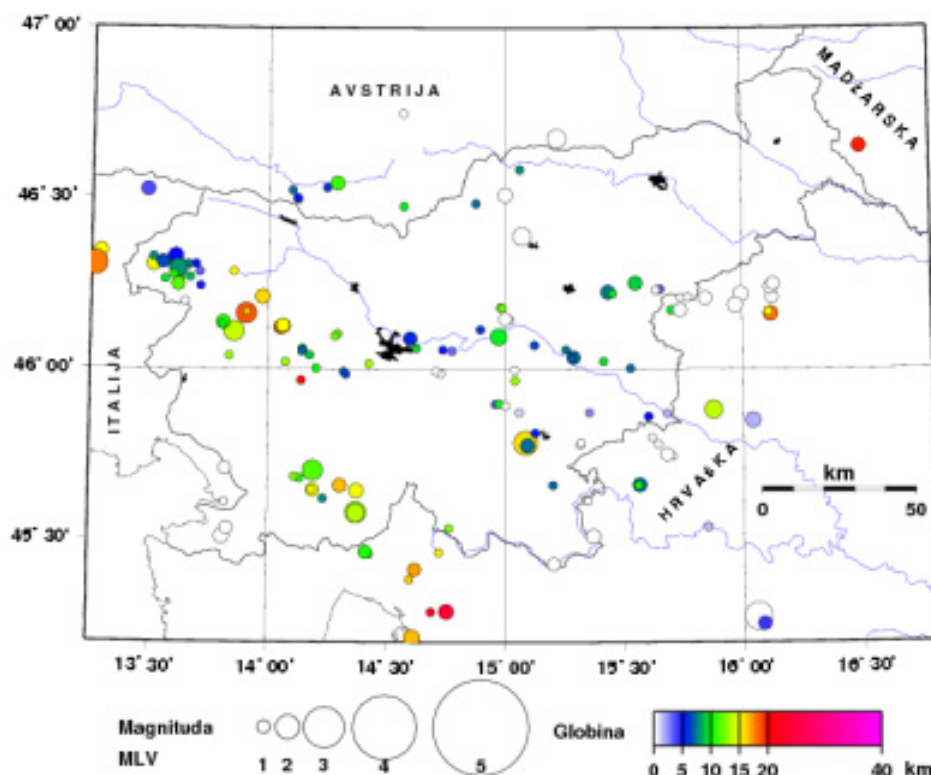 47° 00'
46° 30'
46° 00'
45° 30'
AVSTRIJA
MADŽARSKA
ITALIJA
HRVAŠKA
km
0 50
13° 30' 14° 00' 14° 30' 15° 00' 15° 30' 16° 00' 16° 30'
Magnituda
MLV
1 2 3 4 5
Globina
0 5 10 15 20 40 km